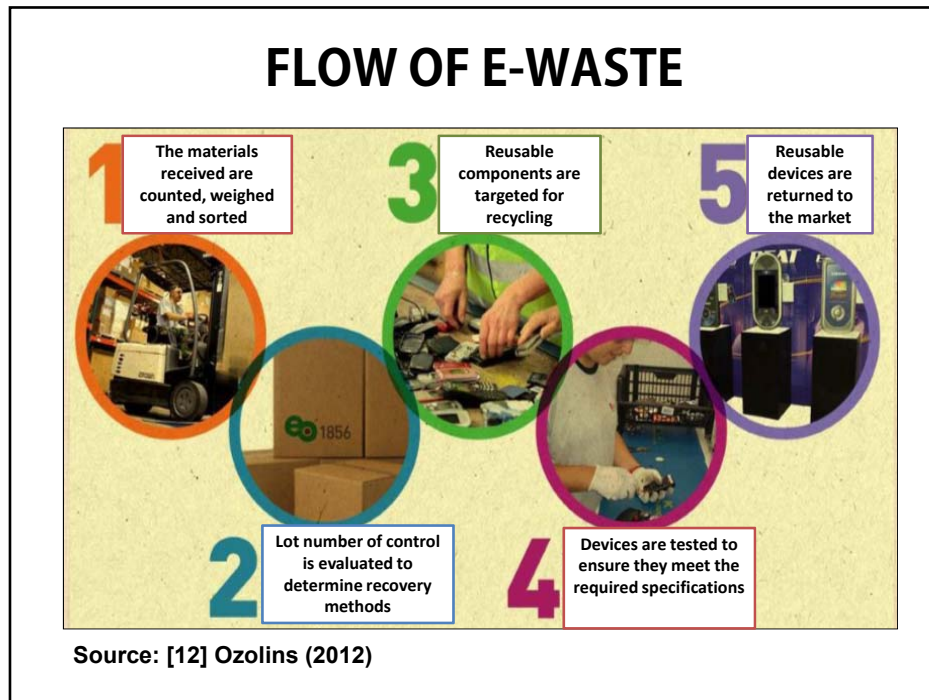 FLOW OF E-WASTE
1
The materials
received are
counted, weighed
and sorted
2
Lot number of control
is evaluated to
determine recovery
methods
eo 1856
3
Reusable
components are
targeted for
recycling
4
Devices are tested to
ensure they meet the
required specifications
5
Reusable
devices are
returned to
the market
Source: [12] Ozolins (2012)